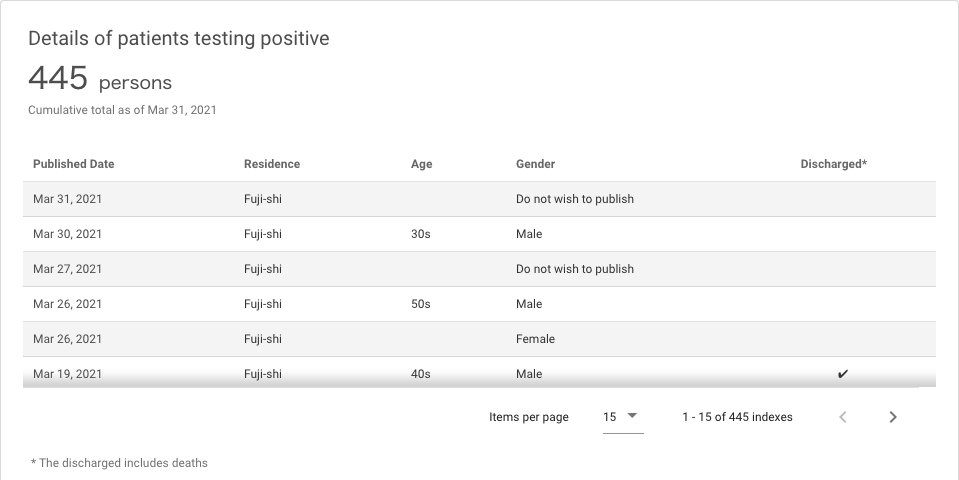 Details of patients testing positive
445 persons
Cumulative total as of Mar 31, 2021
Published Date Residence Age Gender Discharged*
Mar 31, 2021 Fuji-shi Do not wish to publish
Mar 30, 2021 Fuji-shi 30s Male
Mar 27, 2021 Fuji-shi Do not wish to publish
Mar 26, 2021 Fuji-shi 50s Male
Mar 26, 2021 Fuji-shi Female
Mar 19, 2021 Fuji-shi 40s Male ✔
Items per page 15 1 - 15 of 445 indexes
* The discharged includes deaths